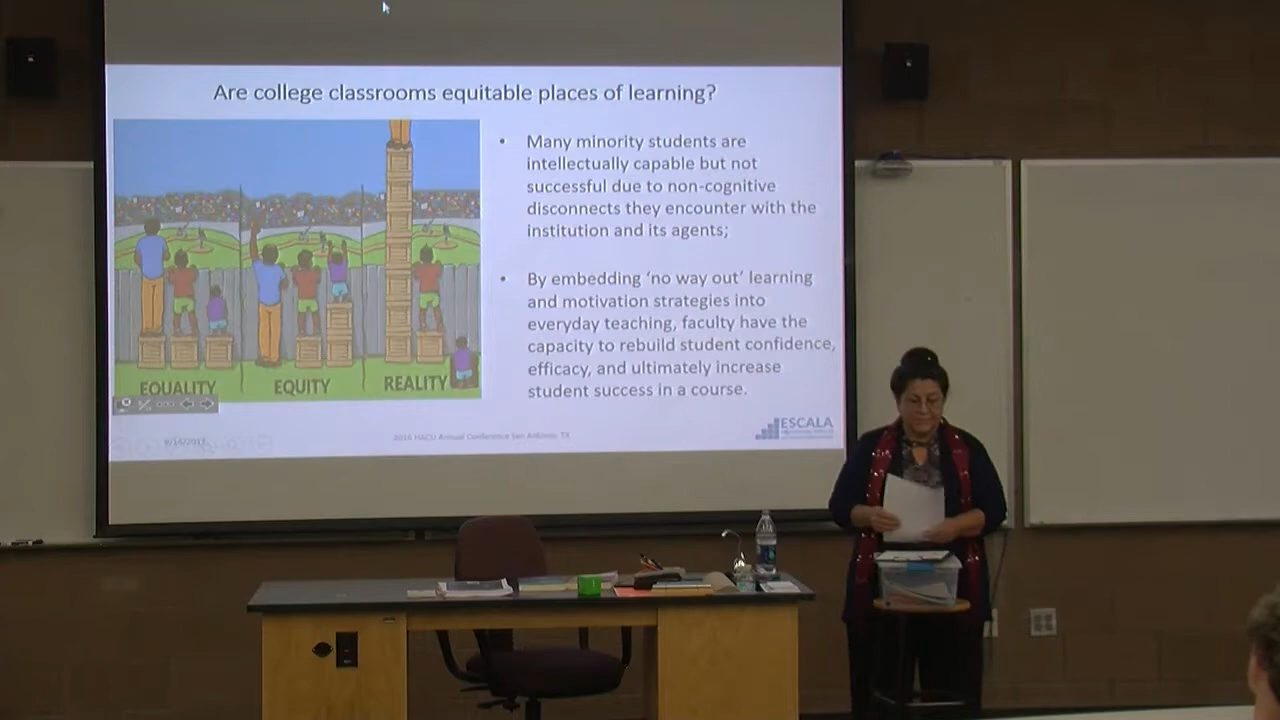 Are college classrooms equitable places of learning?
• Many minority students are
intellectually capable but not
successful due to non-cognitive
disconnects they encounter with the
institution and its agents;
• By embedding ‘no way out’ learning
and motivation strategies into
everyday teaching, faculty have the
capacity to rebuild student confidence,
efficacy, and ultimately increase
student success in a course.
EQUALITY
EQUITY
REALITY
9/14/2017
2016 HACU Annual Conference San Antonio, TX
ESCALA